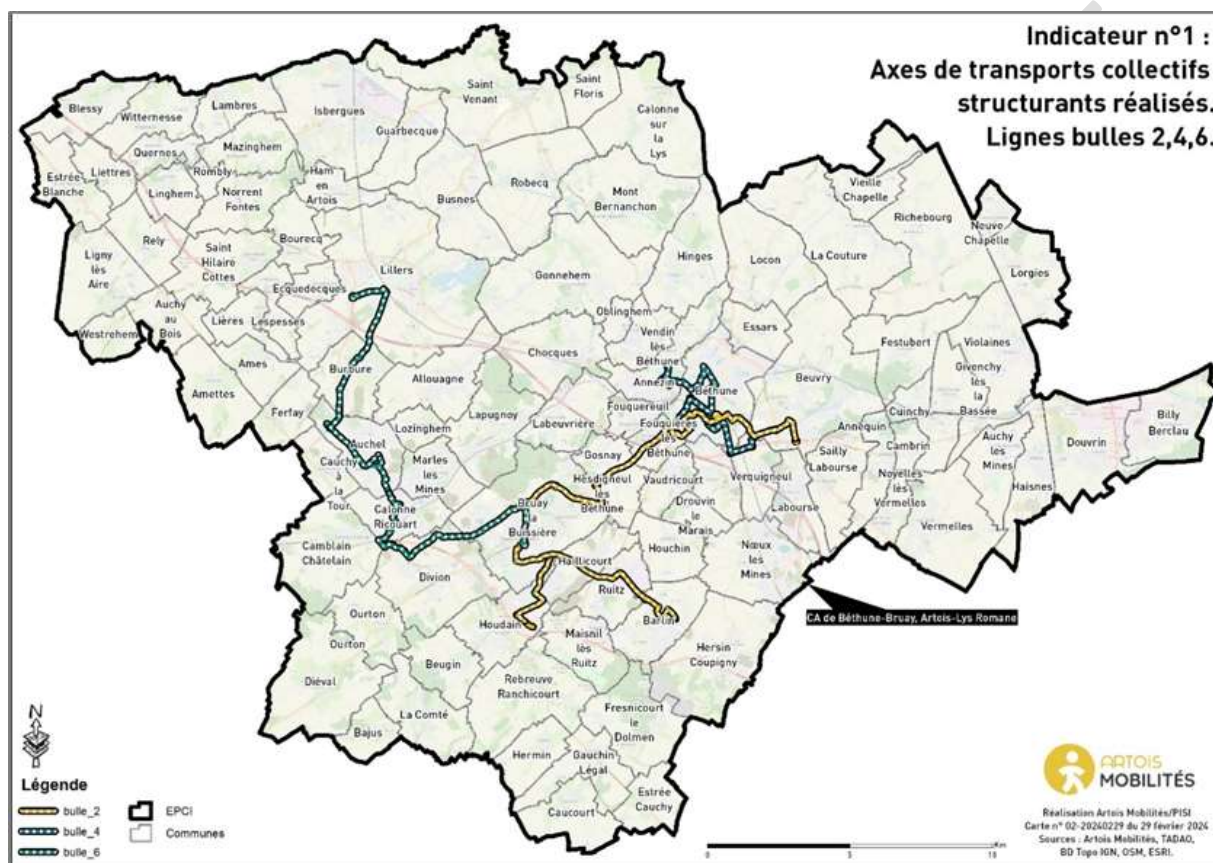 Indicateur n°1 :
Axes de transports collectifs
structurants réalisés.
Lignes bulles 2,4,6.
Blessy
Witternesse
Lambres
Isbergues
Saint
Venant
Saint
Floris
Calonne
sur
la
Lys
Guarbecque
Quernes
Mazinghem
Estrée
Blanche
Liettres
Rombly
Linghem
Norrent
Fontes
Ham
en
Artois
Robecq
Busnes
Mont
Bernanchon
Vieille
Chapelle
Richebourg
Neuve
Chapelle
Rely
Bourecq
Ligny
lès
Aire
Saint
Hilaire
Cottes
Lillers
Gonnehem
Hinges
Locon
La Couture
Lorgies
Ecquedecques
Auchy
au
Bois
Westrehem
Lières
Lespesses
Oblinghem
Vendin
lès
Béthune
Essars
Festubert
Violaines
Ames
Chocques
Givenchy
lès
la
Bassée
Burbure
Allouagne
Annezin
Béthune
Beuvry
Amettes
Ferfay
Lapugnoy
Labeuvrière
Fouquereuil
Fouquières
lès
Béthune
Cuinchy
Annequin
Cambrin
Billy
Berclau
Douvrin
Lozinghem
Auchel
Gosnay
Sailly
Labourse
Auchy
les
Mines
Haisnes
Cauchy
à
la
Tour
Marles
les
Mines
Hesdigneul
lès
Béthune
Vaudricourt
Verquigneul
Noyelles
lès
Vermelles
Drouvin
le
Marais
Labourse
Vermelles
Calonne
Ricouart
Bruay
la
Buissière
Camblain
Châtelain
Divion
Haillicourt
Houchin
Nœux
les
Mines
Ruitz
Ourton
Ourton
Houdain
Barlin
CA de Béthune-Bruay, Artois-Lys Romane
Maisnil
lès
Ruitz
Hersin
Coupigny
Beugin
Diéval
Rebreuve
Ranchicourt
La Comté
Fresnicourt
le
Dolmen
Bajus
Hermin
Gauchin
Légal
Estrée
Cauchy
Caucourt
N
Légende
bulle_2
bulle_4
bulle_6
EPCI
Communes
0
5
10
ARTOIS
MOBILITÉS
Réalisation Artois Mobilités/PISI
Carte n° 02-20240229 du 29 février 2024
Sources : Artois Mobilités, TADAO,
BD Topo IGN, OSM, ESRI.